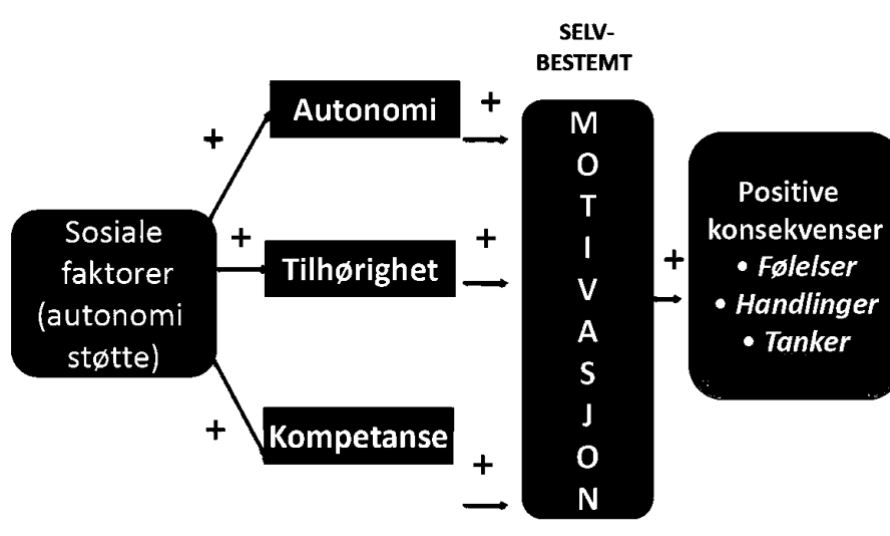 SELV-
BESTEMT
+
Autonomi
+
Sosiale
faktorer
(autonomi
støtte)
+
Tilhørighet
+
+
Kompetanse
+
M
O
T
I
V
A
S
J
O
N
+
Positive
konsekvenser
• Følelser
• Handlinger
• Tanker